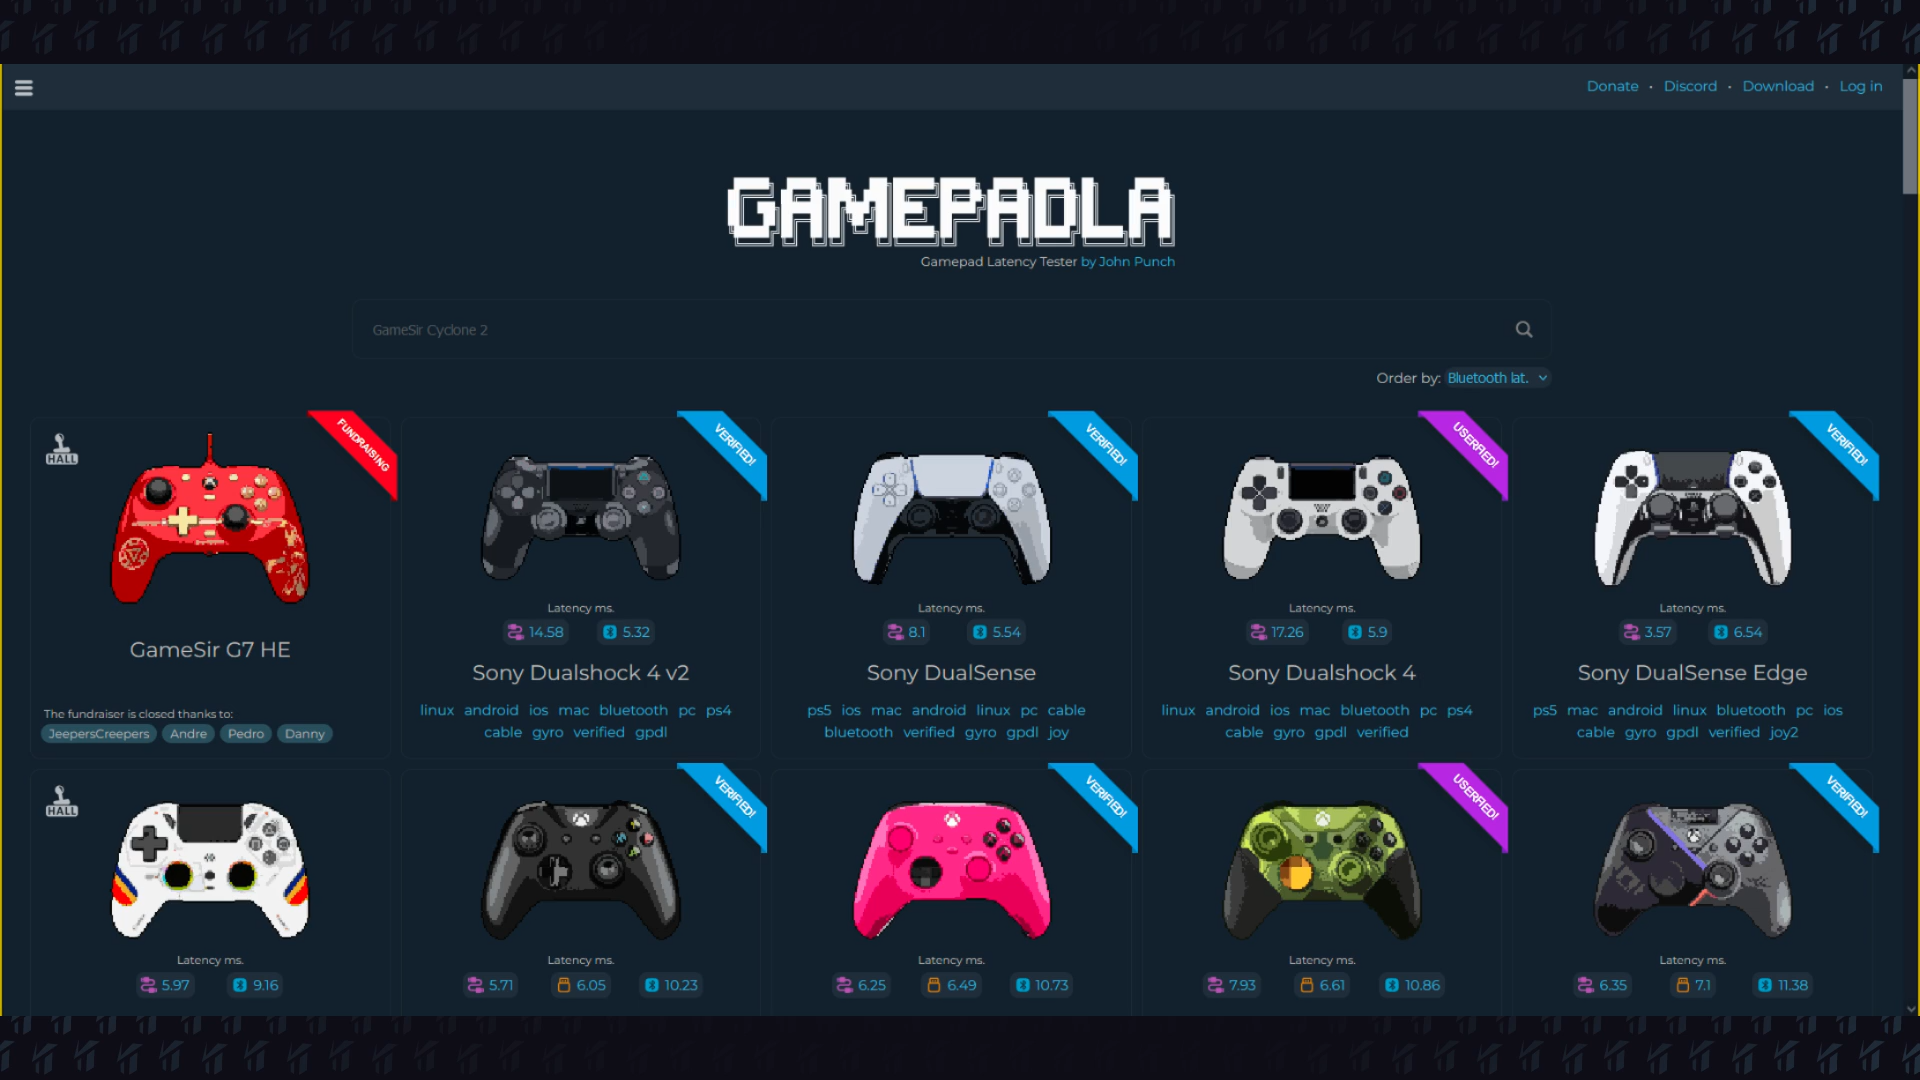 Donate · Discord · Download · Log in
GAMEPADLA
Gamepad Latency Tester by John Punch
GameSir Cyclone 2
Order by: Bluetooth lat.
HALL
FUNDRAISING
GameSir G7 HE
The fundraiser is closed thanks to:
JeepersCreepers Andre Pedro Danny
VERIFIED!
Latency ms.
14.58 5.32
Sony Dualshock 4 v2
linux android ios mac bluetooth pc ps4
cable gyro verified gpdl
VERIFIED!
Latency ms.
8.1 5.54
Sony DualSense
ps5 ios mac android linux pc cable
bluetooth verified gyro gpdl joy
USERFIED!
Latency ms.
17.26 5.9
Sony Dualshock 4
linux android ios mac bluetooth pc ps4
cable gyro gpdl verified
VERIFIED!
Latency ms.
3.57 6.54
Sony DualSense Edge
ps5 mac android linux bluetooth pc ios
cable gyro gpdl verified joy2
HALL
Latency ms.
5.97 9.16
VERIFIED!
Latency ms.
5.71 6.05 10.23
VERIFIED!
Latency ms.
6.25 6.49 10.73
USERFIED!
Latency ms.
7.93 6.61 10.86
VERIFIED!
Latency ms.
6.35 7.1 11.38